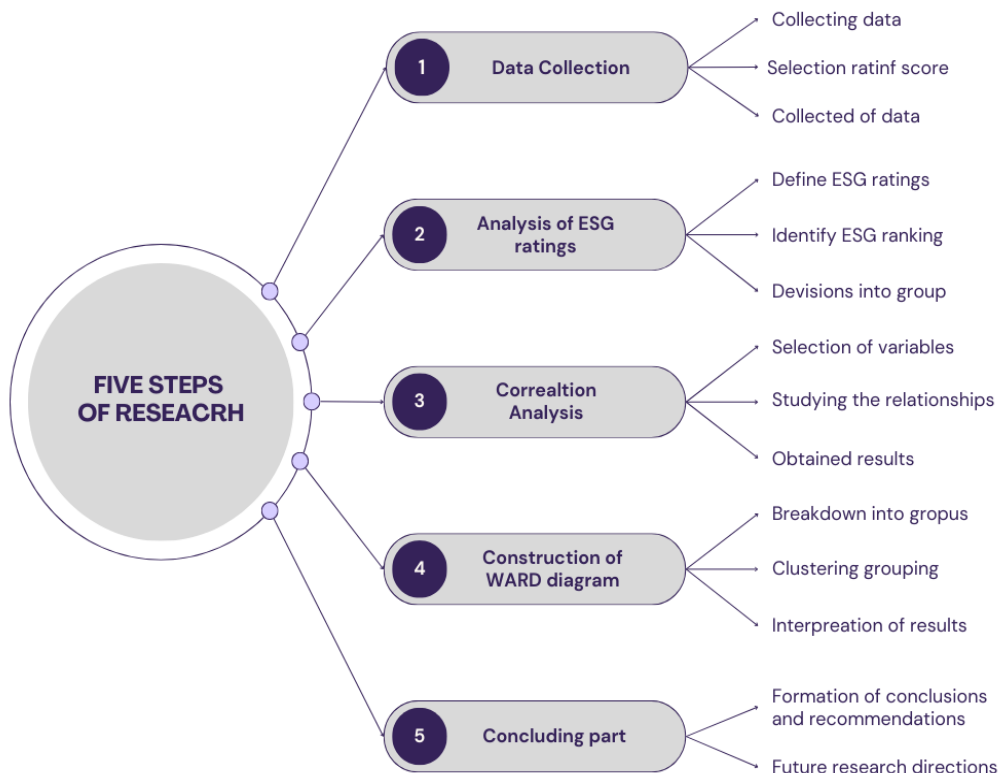 FIVE STEPS
OF RESEACRH
1
Data Collection
Collecting data
Selection ratinf score
Collected of data
2
Analysis of ESG
ratings
Define ESG ratings
Identify ESG ranking
Devisions into group
3
Correaltion
Analysis
Selection of variables
Studying the relationships
Obtained results
4
Construction of
WARD diagram
Breakdown into gropus
Clustering grouping
Interpreation of results
5
Concluding part
Formation of conclusions
and recommendations
Future research directions